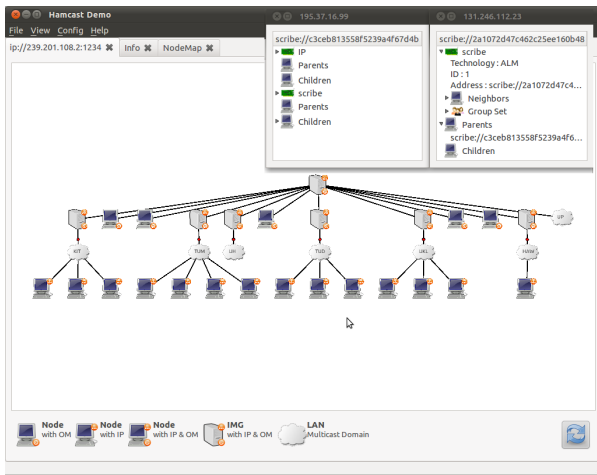 Hamcast Demo
File View Config Help
ip://239.201.108.2:1234
Info
NodeMap
195.37.16.99
scribe://c3ceb813558f5239a4f67d4b
IP
Parents
Children
scribe
Parents
Children
131.246.112.23
scribe://2a1072d47c462c25ee160b48
scribe
Technology : ALM
ID : 1
Address : scribe://2a1072d47c4...
Neighbors
Group Set
Parents
scribe://c3ceb813558f5239a4f6...
Children
UP
KIT
TUM
UH
TUD
UKL
HAW
Node
with OM
Node
with IP
Node
with IP & OM
IMG
with IP & OM
LAN
Multicast Domain